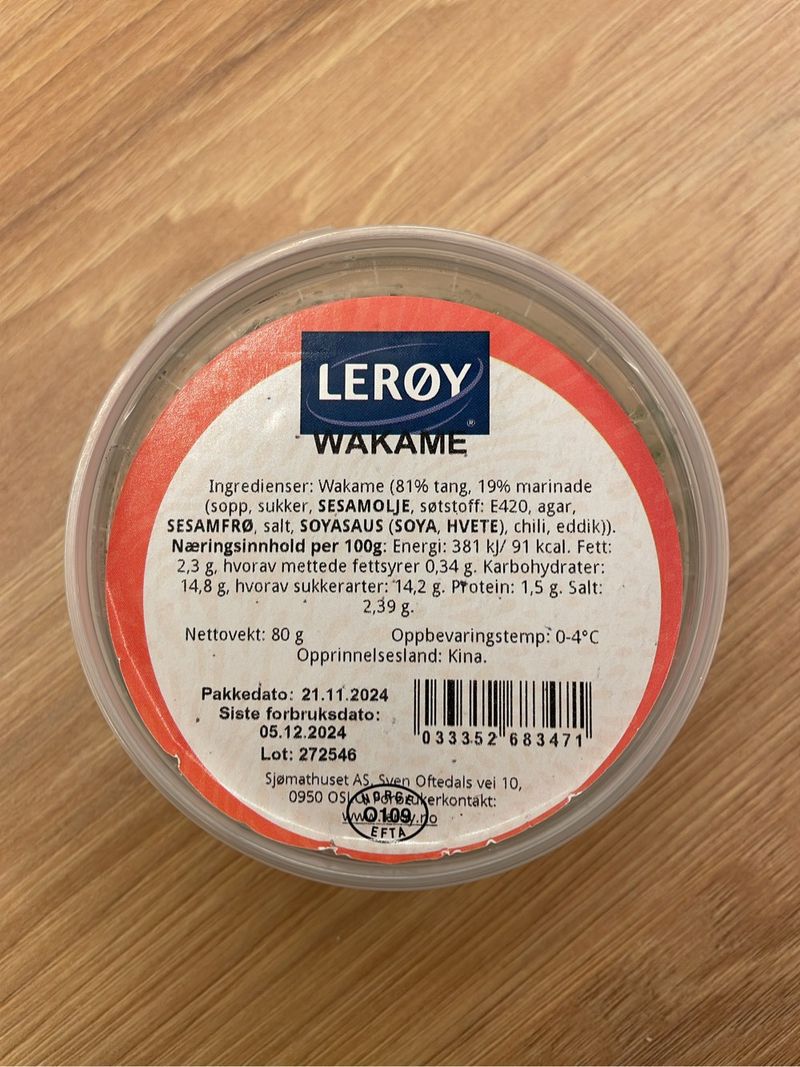 LERØY
®
WAKAME
Ingredienser: Wakame (81% tang, 19% marinade
(sopp, sukker, SESAMOLJE, søtstoff: E420, agar,
SESAMFRØ, salt, SOYASAUS (SOYA, HVETE), chili, eddik)).
Næringsinnhold per 100g: Energi: 381 kJ/ 91 kcal. Fett:
2,3 g, hvorav mettede fettsyrer 0,34 g. Karbohydrater:
14,8 g, hvorav sukkerarter: 14,2 g. Protein: 1,5 g. Salt:
2,39 g.
Nettovekt: 80 g Oppbevaringstemp: 0-4°C
Opprinnelsesland: Kina.
Pakkedato: 21.11.2024
Siste forbruksdato:
05.12.2024
Lot: 272546
033352 683471
Sjømathuset AS, Sven Oftedals vei 10,
0950 OSLO, Forbrukerkontakt:
www.leroy.no
NORGE
O109
EFTA